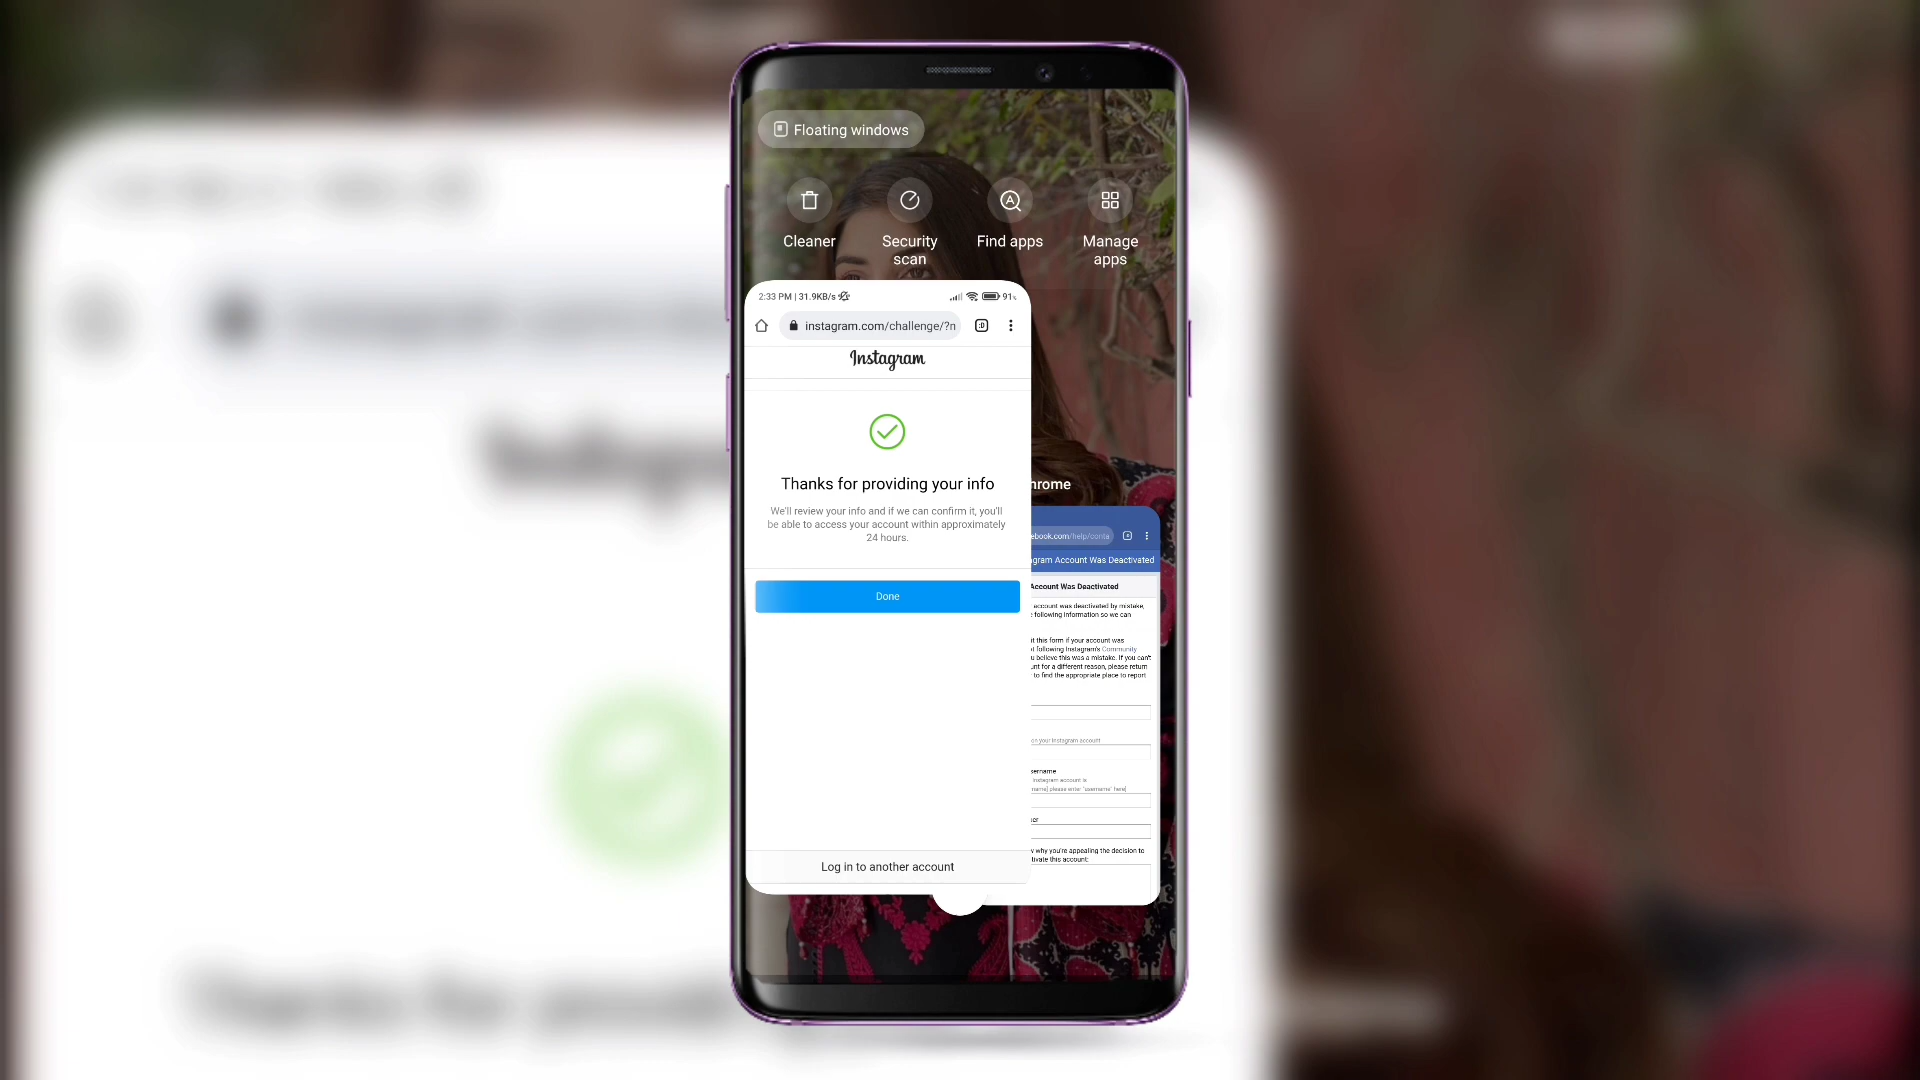 Floating windows
Cleaner
Security
scan
Find apps
Manage
apps
2:33 PM | 31.9KB/s
91
instagram.com/challenge/?n
Instagram
Thanks for providing your info
We'll review your info and if we can confirm it, you'll
be able to access your account within approximately
24 hours.
Done
Log in to another account
hrome
ebook.com/help/conta
agram Account Was Deactivated
Account Was Deactivated
account was deactivated by mistake,
following information so we can
it this form if your account was
following Instagram's Community
believe this was a mistake. If you can't
unt for a different reason, please return
to find the appropriate place to report
on your Instagram account
sername
Instagram account is
name] please enter 'username' here]
why you're appealing the decision to
tivate this account: